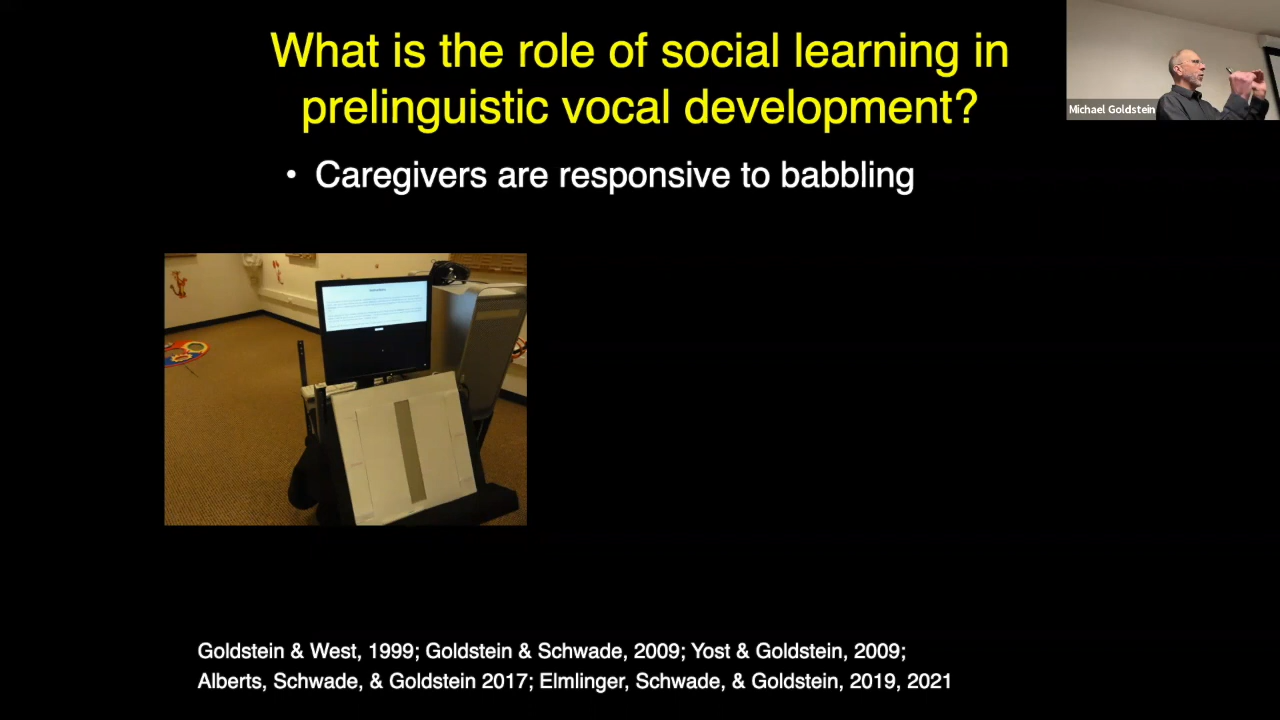 What is the role of social learning in
prelinguistic vocal development?
Michael Goldstein
• Caregivers are responsive to babbling
Goldstein & West, 1999; Goldstein & Schwade, 2009; Yost & Goldstein, 2009;
Alberts, Schwade, & Goldstein 2017; Elmlinger, Schwade, & Goldstein, 2019, 2021